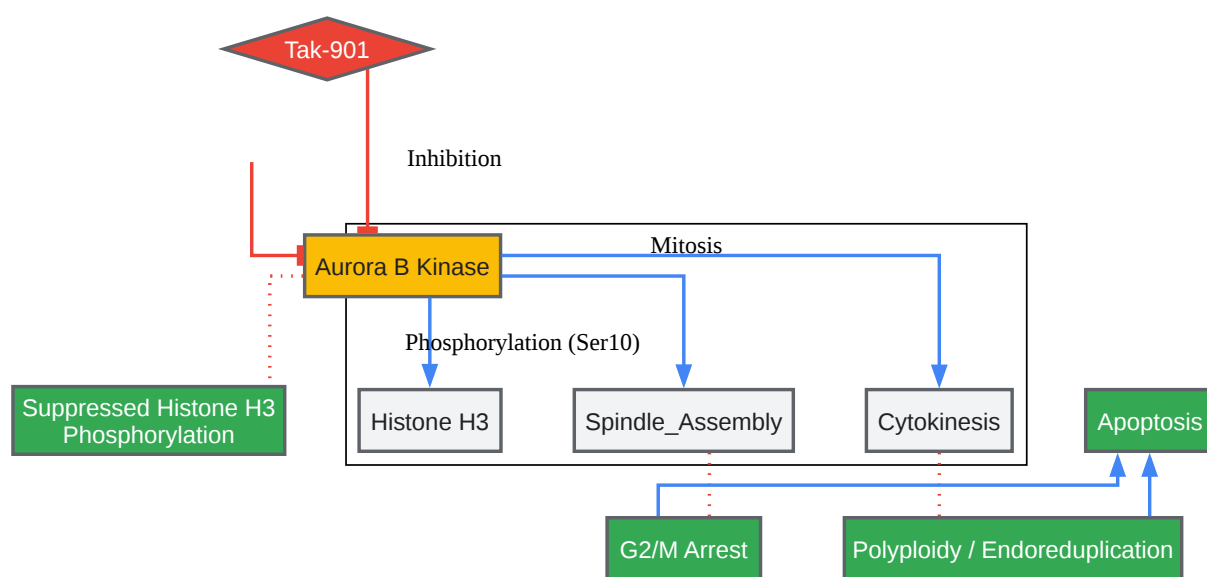 Tak-901
Inhibition
Mitosis
Aurora B Kinase
Phosphorylation (Ser10)
Suppressed Histone H3
Phosphorylation
Histone H3
Spindle_Assembly
Cytokinesis
Apoptosis
G2/M Arrest
Polyploidy / Endoreduplication